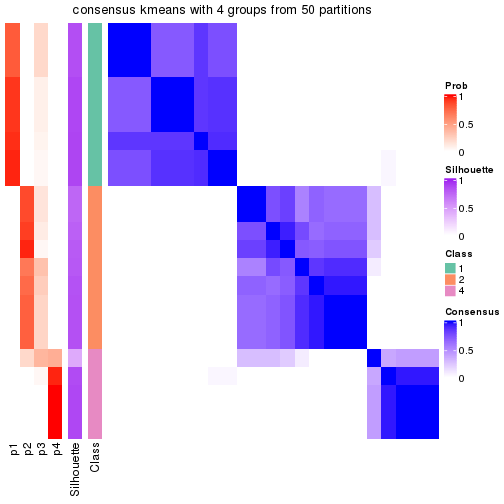 consensus kmeans with 4 groups from 50 partitions
Prob
1
0.5
0
Silhouette
1
0.5
0
Class
1
2
4
Consensus
1
0.5
0
p1
p2
p3
p4
Silhouette
Class